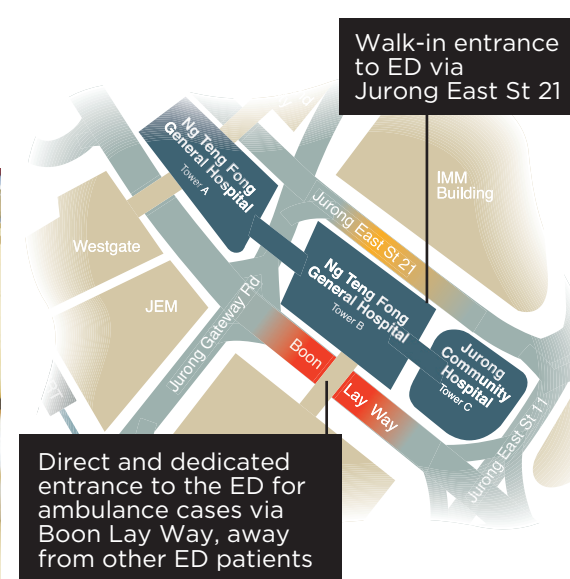 Walk-in entrance
to ED via
Jurong East St 21
Ng Teng Fong
General Hospital
Tower A
IMM
Building
Jurong East St 21
Westgate
Ng Teng Fong
General Hospital
Tower B
JEM
Jurong Gateway Rd
Boon
Lay Way
Jurong
Community
Hospital
Tower C
Jurong East St 11
Direct and dedicated
entrance to the ED for
ambulance cases via
Boon Lay Way, away
from other ED patients